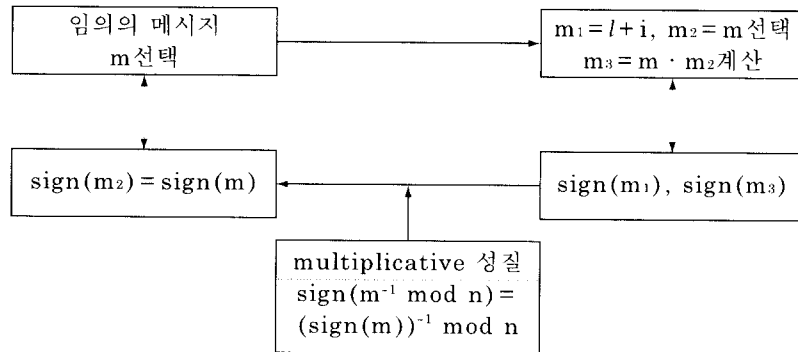 임의의 메시지
m선택
m₁=l+i, m₂=m선택
m₃=m · m₂계산
sign(m₂)=sign(m)
sign(m₁), sign(m₃)
multiplicative 성질
sign(m⁻¹ mod n)=
(sign(m))⁻¹ mod n